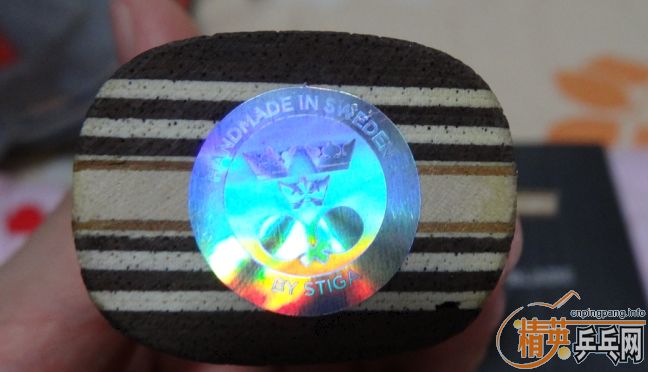 HANDMADE IN SWEDEN
BY STIGA
cnpingpang.info
精英乒乓网